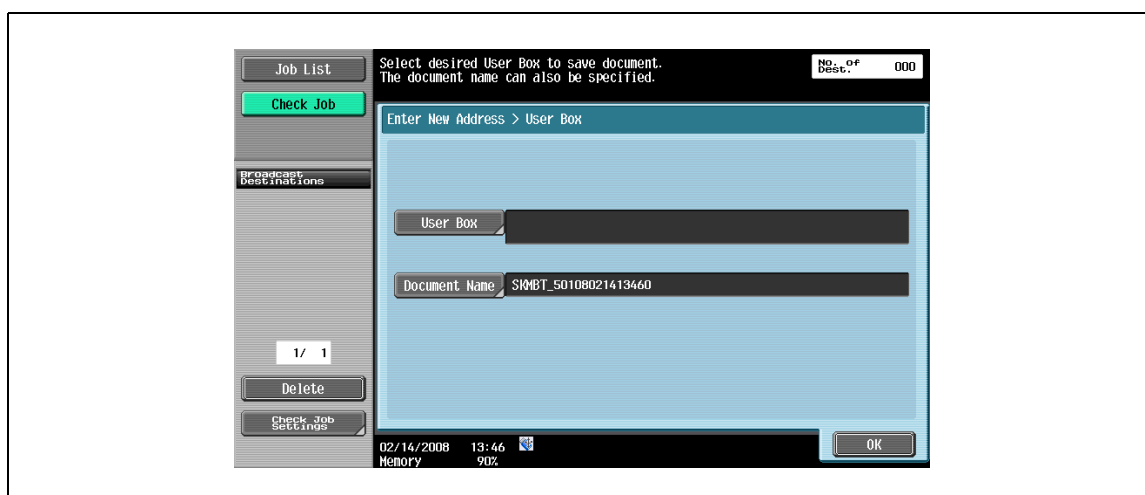 Job List
Check Job
Select desired User Box to save document.
The document name can also be specified.
No. of
Dest.
000
Enter New Address > User Box
Broadcast
Destinations
User Box
Document Name
SKMBT_50108021413460
1/ 1
Delete
Check Job
Settings
02/14/2008 13:46
Memory 90%
OK